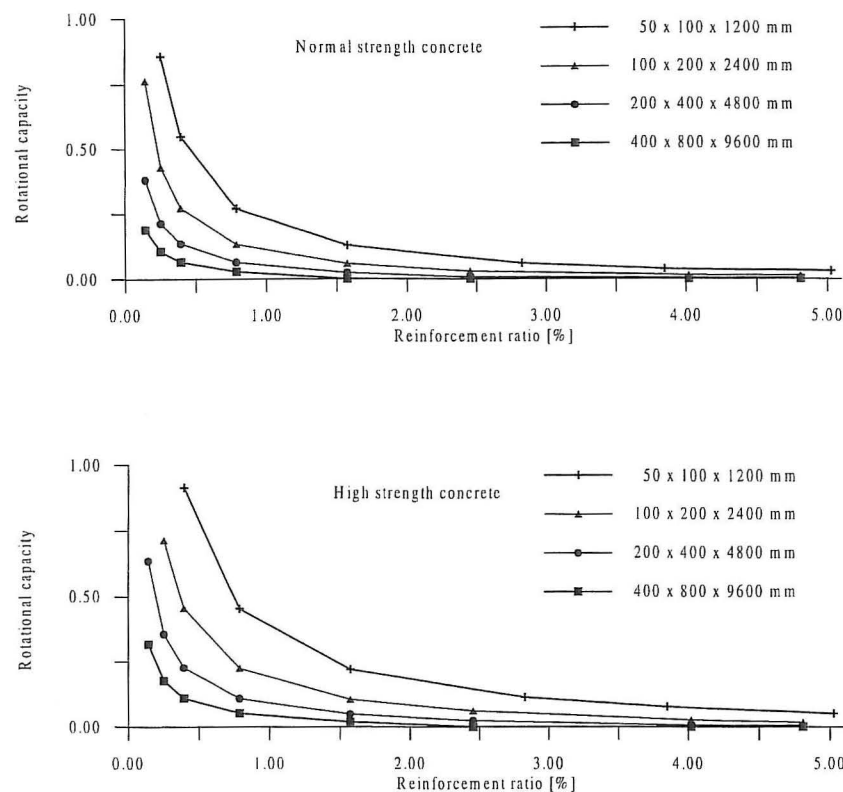 1.00
Normal strength concrete
50 x 100 x 1200 mm
100 x 200 x 2400 mm
200 x 400 x 4800 mm
400 x 800 x 9600 mm
Rotational capacity
0.50
0.00
0.00 1.00 2.00 3.00 4.00 5.00
Reinforcement ratio [%]
1.00
High strength concrete
50 x 100 x 1200 mm
100 x 200 x 2400 mm
200 x 400 x 4800 mm
400 x 800 x 9600 mm
Rotational capacity
0.50
0.00
0.00 1.00 2.00 3.00 4.00 5.00
Reinforcement ratio [%]